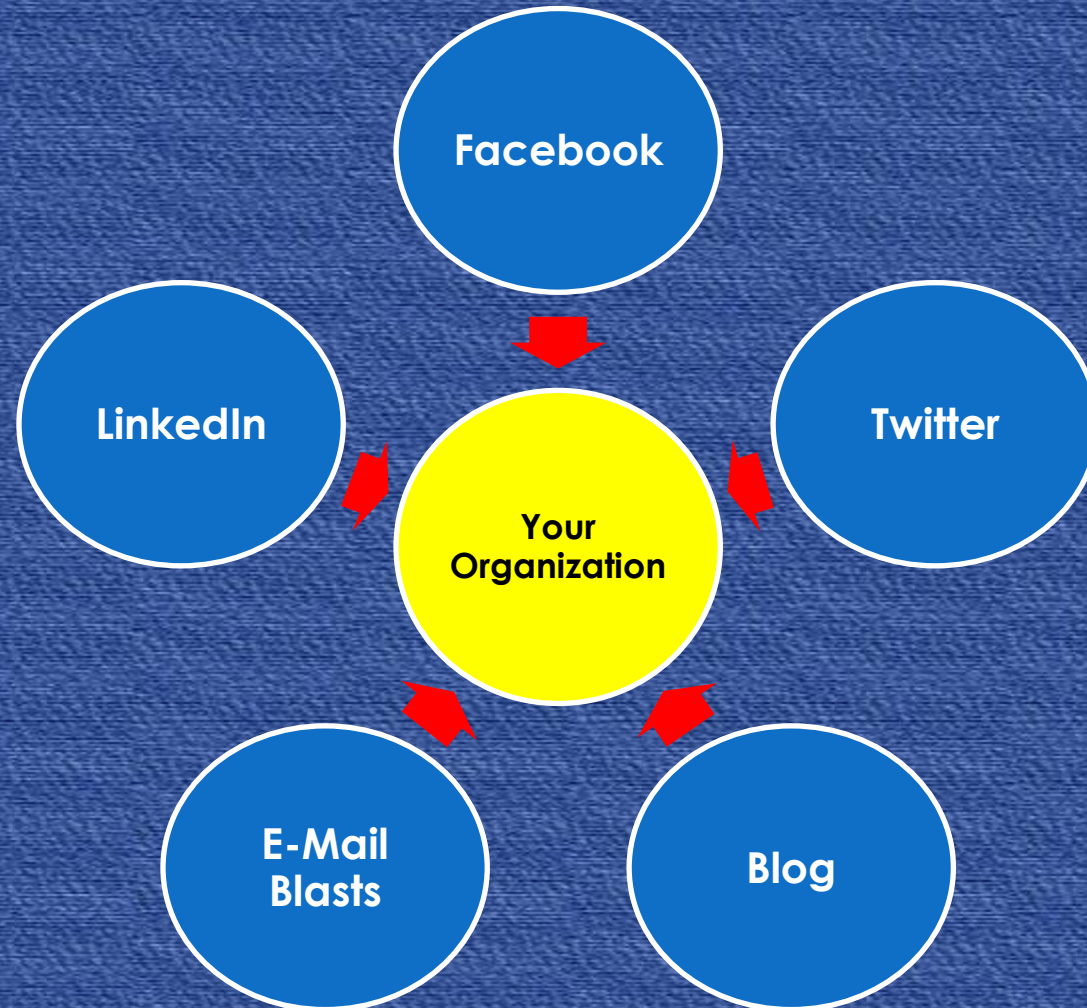 Facebook
LinkedIn
Twitter
Your
Organization
E-Mail
Blasts
Blog